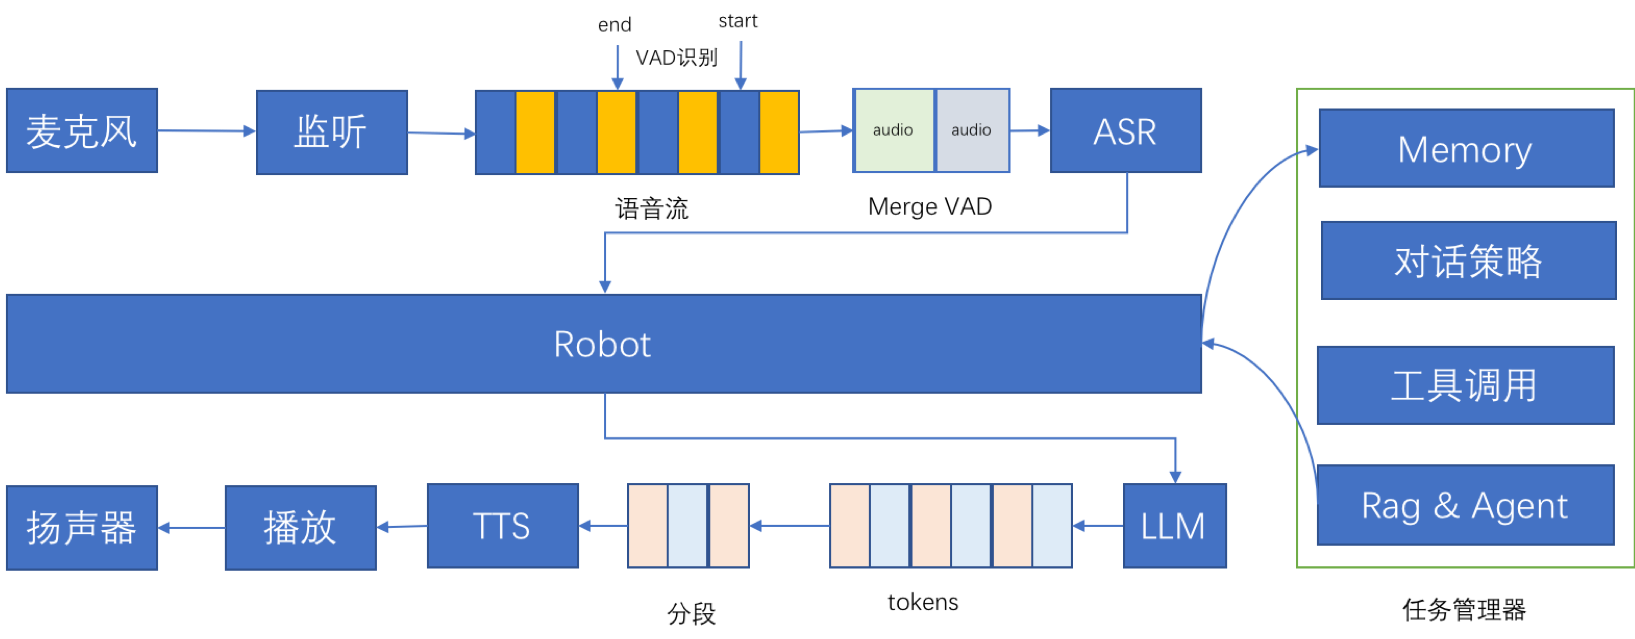 end
start
VAD识别
麦克风
监听
audio
audio
ASR
语音流
Merge VAD
Robot
Memory
对话策略
工具调用
Rag & Agent
任务管理器
扬声器
播放
TTS
分段
tokens
LLM